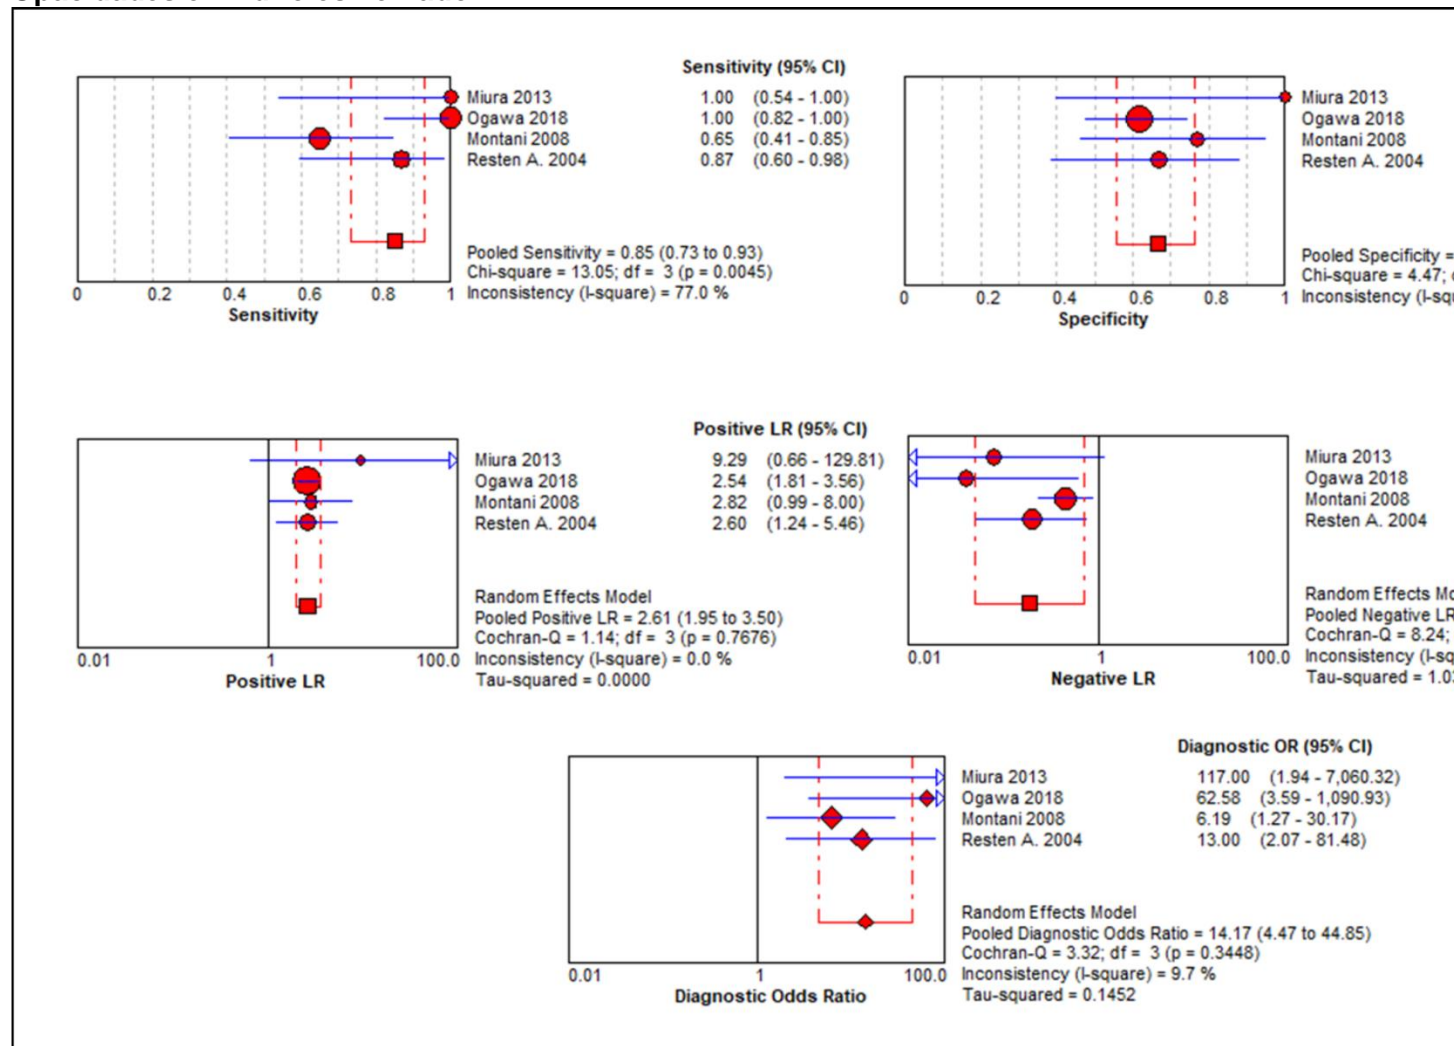 Sensitivity (95% CI)
Miura 2013 1.00 (0.54 - 1.00)
Ogawa 2018 1.00 (0.82 - 1.00)
Montani 2008 0.65 (0.41 - 0.85)
Resten A. 2004 0.87 (0.60 - 0.98)
Pooled Sensitivity = 0.85 (0.73 to 0.93)
Chi-square = 13.05; df = 3 (p = 0.0045)
Inconsistency (I-square) = 77.0 %
0 0.2 0.4 0.6 0.8 1
Sensitivity
Miura 2013
Ogawa 2018
Montani 2008
Resten A. 2004
Pooled Specificity =
Chi-square = 4.47;
Inconsistency
0 0.2 0.4 0.6 0.8 1
Specificity
Positive LR (95% CI)
Miura 2013 9.29 (0.66 - 129.81)
Ogawa 2018 2.54 (1.81 - 3.56)
Montani 2008 2.82 (0.99 - 8.00)
Resten A. 2004 2.60 (1.24 - 5.46)
Random Effects Model
Pooled Positive LR = 2.61 (1.95 to 3.50)
Cochran-Q = 1.14; df = 3 (p = 0.7676)
Inconsistency (I-square) = 0.0 %
Tau-squared = 0.0000
0.01 1 100.0
Positive LR
Miura 2013
Ogawa 2018
Montani 2008
Resten A. 2004
Random Effects
Pooled Negative LR
Cochran-Q = 8.24;
Inconsistency
Tau-squared = 1.03
0.01 1 100.0
Negative LR
Diagnostic OR (95% CI)
Miura 2013 117.00 (1.94 - 7,060.32)
Ogawa 2018 62.58 (3.59 - 1,090.93)
Montani 2008 6.19 (1.27 - 30.17)
Resten A. 2004 13.00 (2.07 - 81.48)
Random Effects Model
Pooled Diagnostic Odds Ratio = 14.17 (4.47 to 44.85)
Cochran-Q = 3.32; df = 3 (p = 0.3448)
Inconsistency (I-square) = 9.7 %
Tau-squared = 0.1452
0.01 1 100.0
Diagnostic Odds Ratio